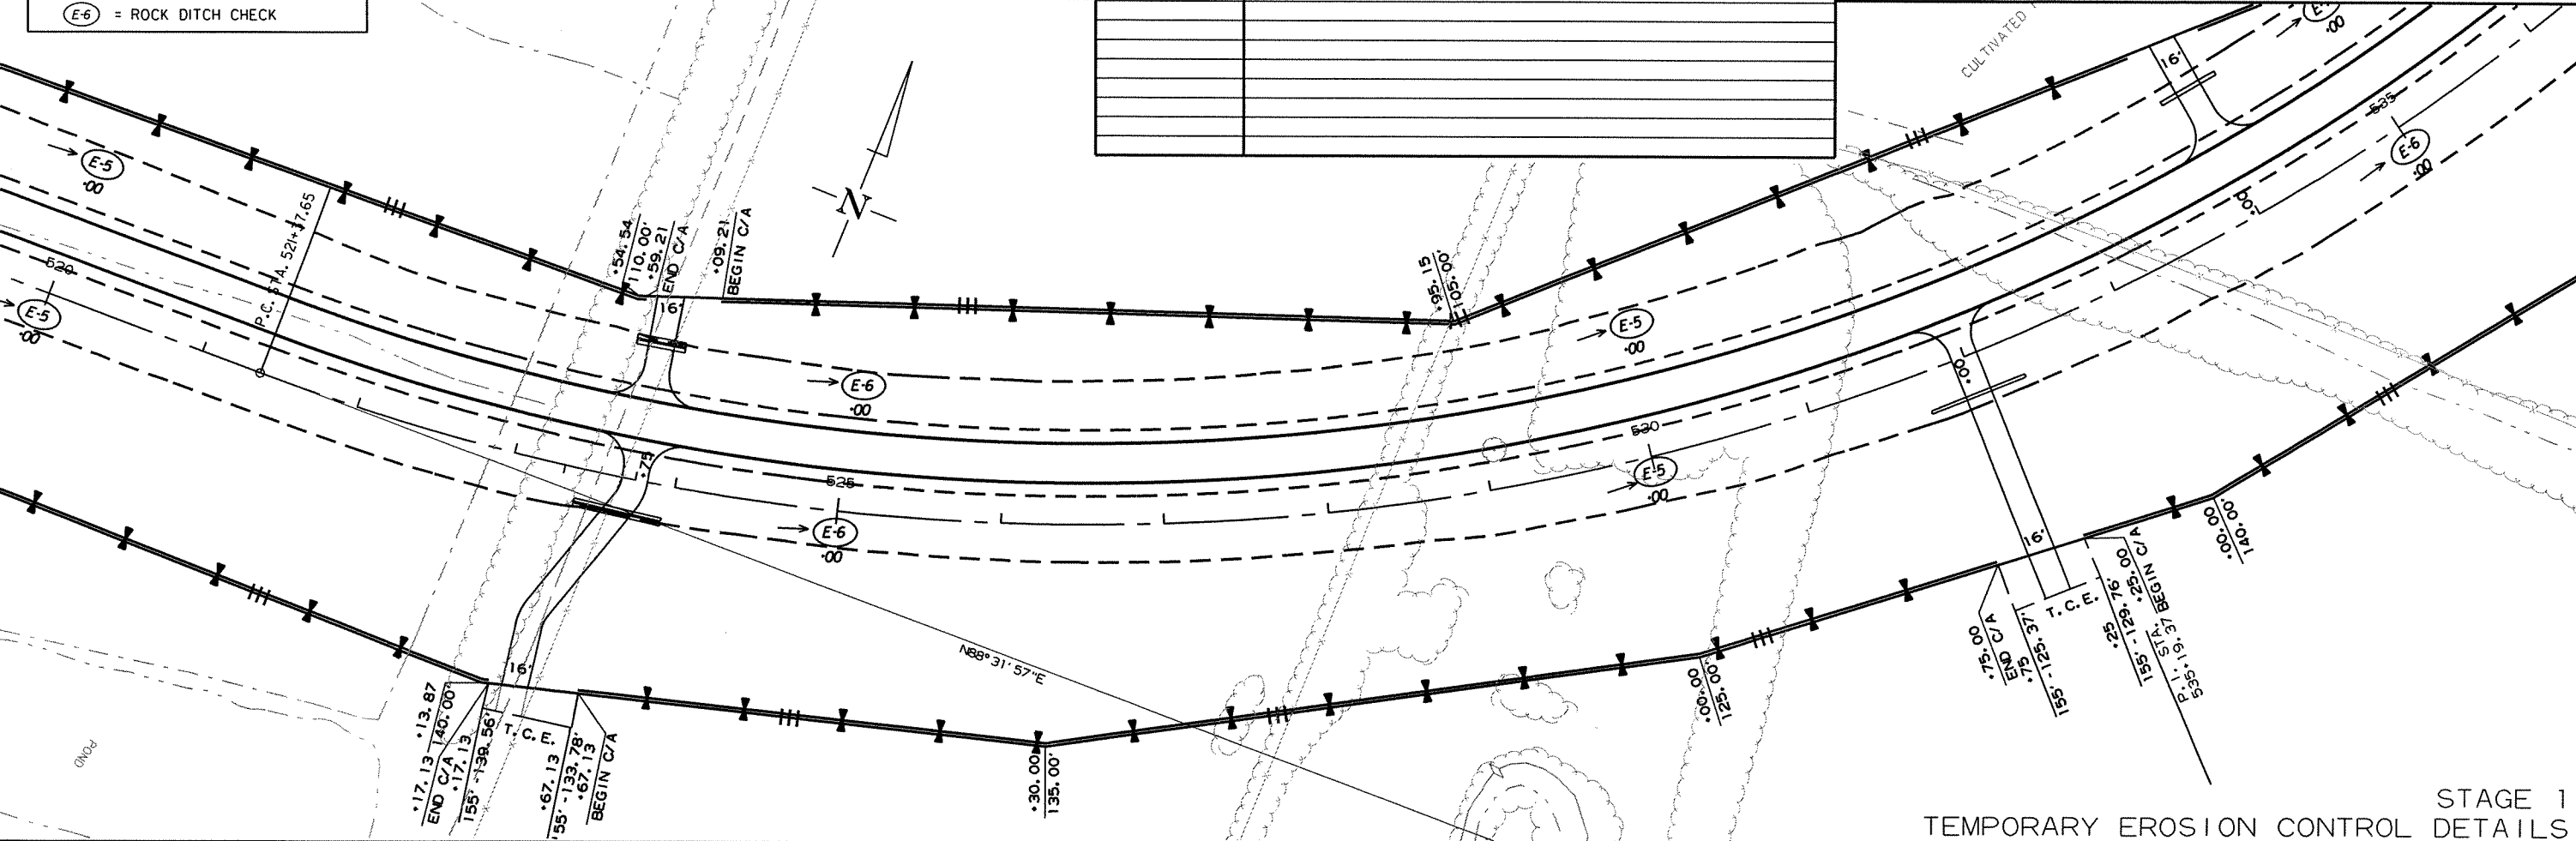 E-6 = ROCK DITCH CHECK
CULTIVATED
E-5
+00
520
E-5
+00
P.C. STA. 521+37.65
+54.54
110.00'
+59.21
END C/A
+09.21
BEGIN C/A
16'
N
+95.15
105.00'
E-6
+00
E-5
+00
16'
+00
535
E-6
+00
+00
+75
525
E-6
+00
530
E-5
+00
+00
16'
+00.00
140.00'
N88°31'57"E
POND
16'
+13.87
140.00'
+17.13
END C/A
+17.13
155'-139.56'
T.C.E.
+67.13
155'-133.78'
+67.13
BEGIN C/A
+30.00
135.00'
+00.00
125.00'
+75.00
END C/A
+75
155'-125.37'
T.C.E.
+25
155'-129.76'
+25.00
BEGIN C/A
P.I. STA.
535+19.37
STAGE 1
TEMPORARY EROSION CONTROL DETAILS